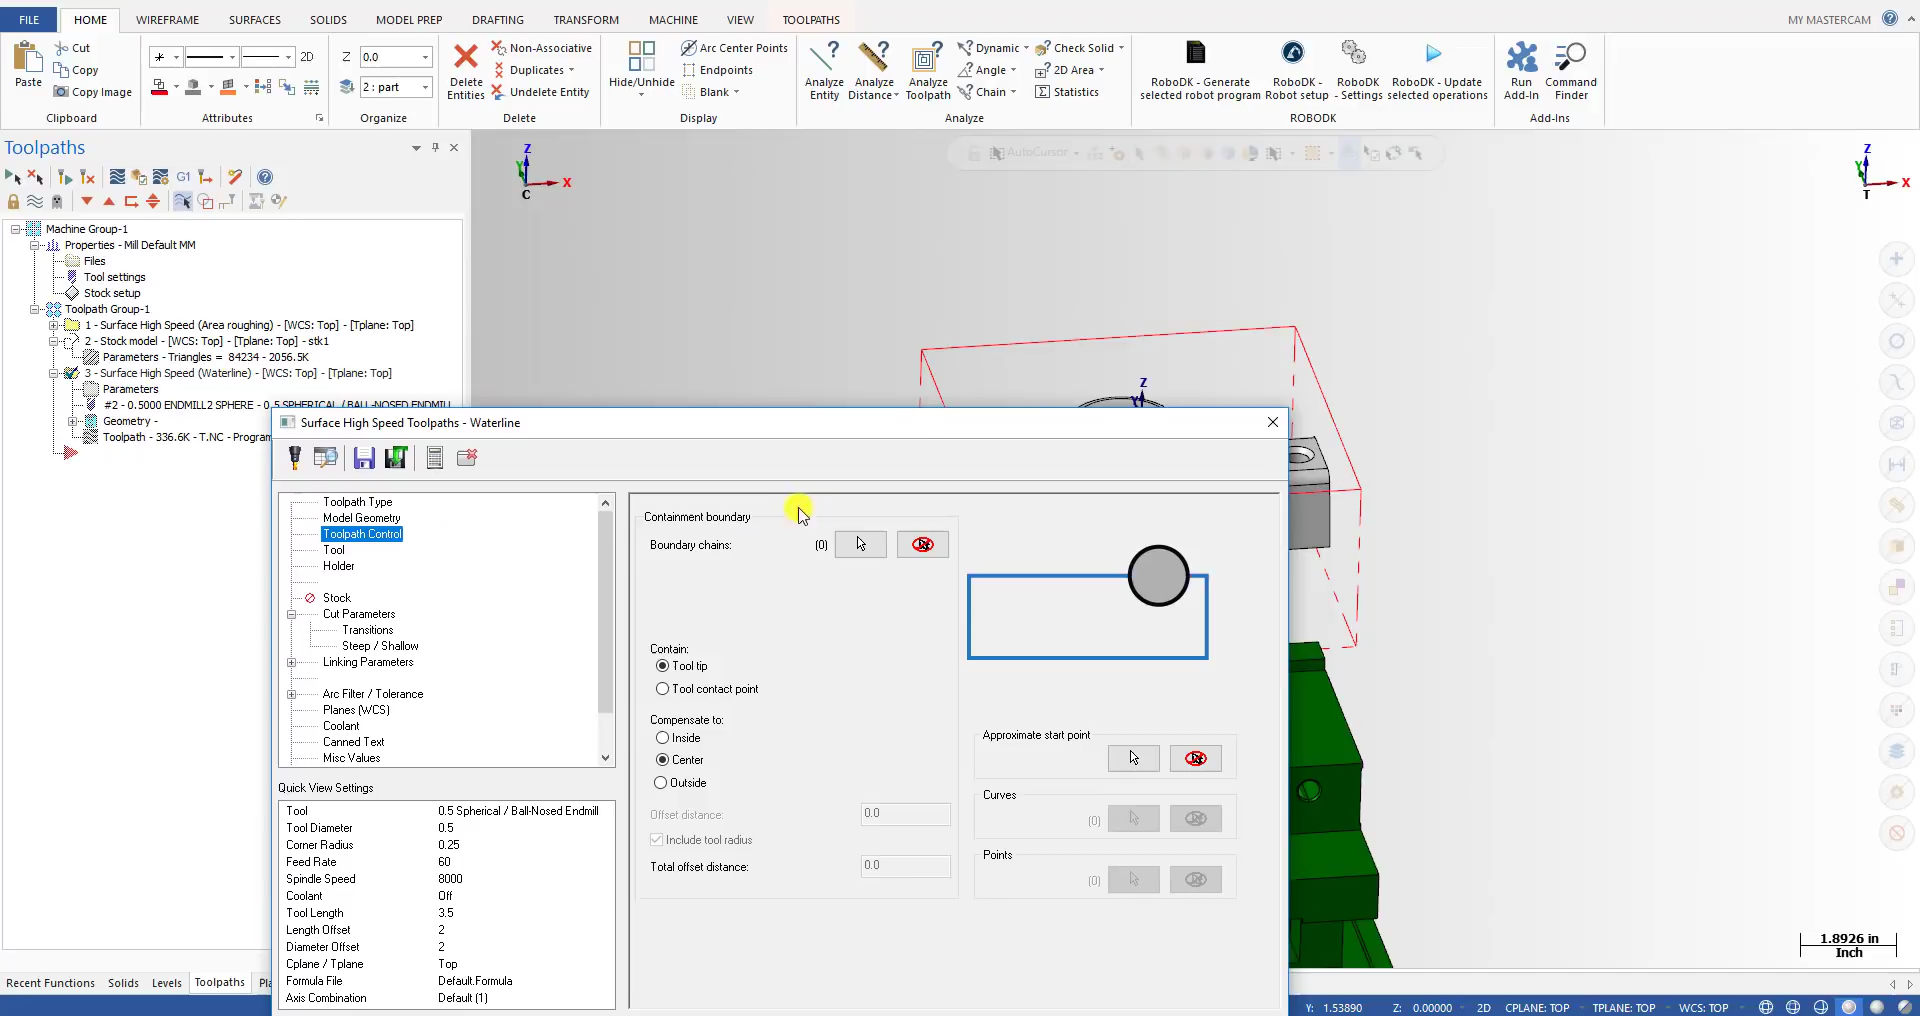 FILE HOME WIREFRAME SURFACES SOLIDS MODEL PREP DRAFTING TRANSFORM MACHINE VIEW TOOLPATHS MY MASTERCAM
Paste
Cut
Copy
Copy Image
Clipboard
2D
Attributes
Z 0.0
2 : part
Organize
Delete Entities
Non-Associative
Duplicates
Undelete Entity
Delete
Hide/Unhide
Arc Center Points
Endpoints
Blank
Display
Analyze Entity
Analyze Distance
Analyze Toolpath
Dynamic
Angle
Chain
Check Solid
2D Area
Statistics
Analyze
RoboDK - Generate selected robot program
RoboDK - Robot setup
RoboDK - Settings
RoboDK - Update selected operations
ROBODK
Run Add-In
Command Finder
Add-Ins
Toolpaths
G1
Machine Group-1
Properties - Mill Default MM
Files
Tool settings
Stock setup
Toolpath Group-1
1 - Surface High Speed (Area roughing) - [WCS: Top] - [Tplane: Top]
2 - Stock model - [WCS: Top] - [Tplane: Top] - stk1
Parameters - Triangles = 84234 - 2056.5K
3 - Surface High Speed (Waterline) - [WCS: Top] - [Tplane: Top]
Parameters
#2 - 0.5000 ENDMILL2 SPHERE - 0.5 SPHERICAL / BALL-NOSED ENDMILL
Geometry -
Toolpath - 336.6K - T.NC - Program
AutoCursor
Z
Y
X
C
Z
Y
X
T
Z
Y
Surface High Speed Toolpaths - Waterline
Toolpath Type
Model Geometry
Toolpath Control
Tool
Holder
Stock
Cut Parameters
Transitions
Steep / Shallow
Linking Parameters
Arc Filter / Tolerance
Planes (WCS)
Coolant
Canned Text
Misc Values
Quick View Settings
Tool 0.5 Spherical / Ball-Nosed Endmill
Tool Diameter 0.5
Corner Radius 0.25
Feed Rate 60
Spindle Speed 8000
Coolant Off
Tool Length 3.5
Length Offset 2
Diameter Offset 2
Cplane / Tplane Top
Formula File Default.Formula
Axis Combination Default (1)
Containment boundary
Boundary chains: (0)
Contain:
Tool tip
Tool contact point
Compensate to:
Inside
Center
Outside
Offset distance: 0.0
Include tool radius
Total offset distance: 0.0
Approximate start point
Curves
(0)
Points
(0)
1.8926 in
Inch
Recent Functions Solids Levels Toolpaths
Y: 1.53890 Z: 0.00000 2D CPLANE: TOP TPLANE: TOP WCS: TOP